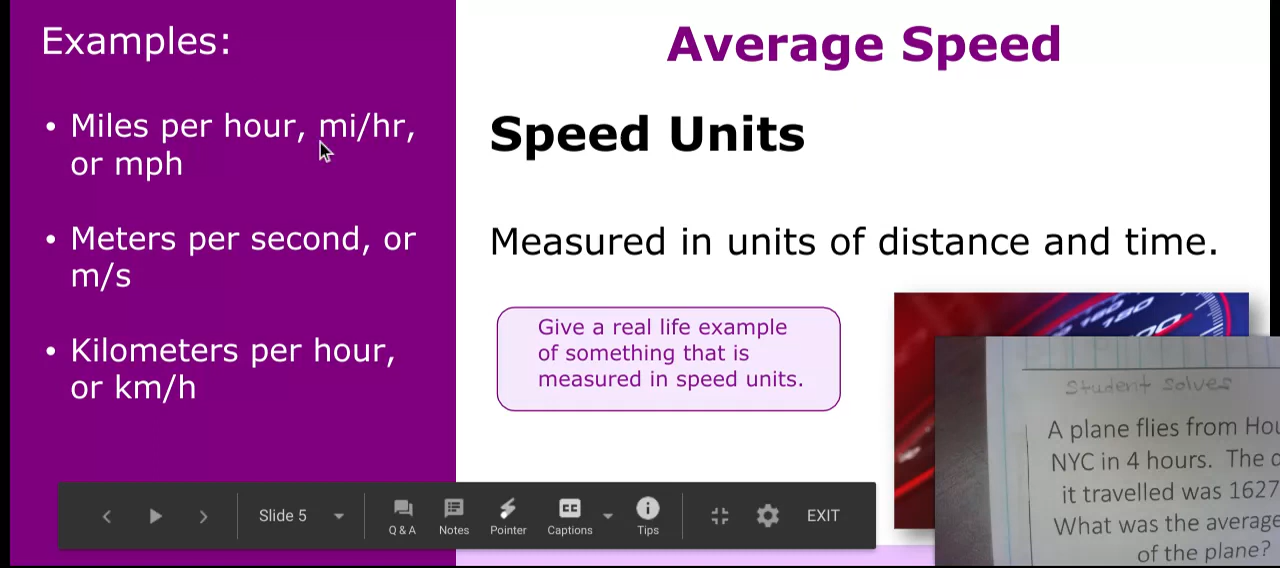 Examples:
• Miles per hour, mi/hr,
or mph
• Meters per second, or
m/s
• Kilometers per hour,
or km/h
Average Speed
Speed Units
Measured in units of distance and time.
Give a real life example
of something that is
measured in speed units.
180
Student solves
A plane flies from Hou
NYC in 4 hours. The d
it travelled was 1627
What was the average
of the plane?
Slide 5
Q & A
Notes
Pointer
CC
Captions
Tips
EXIT